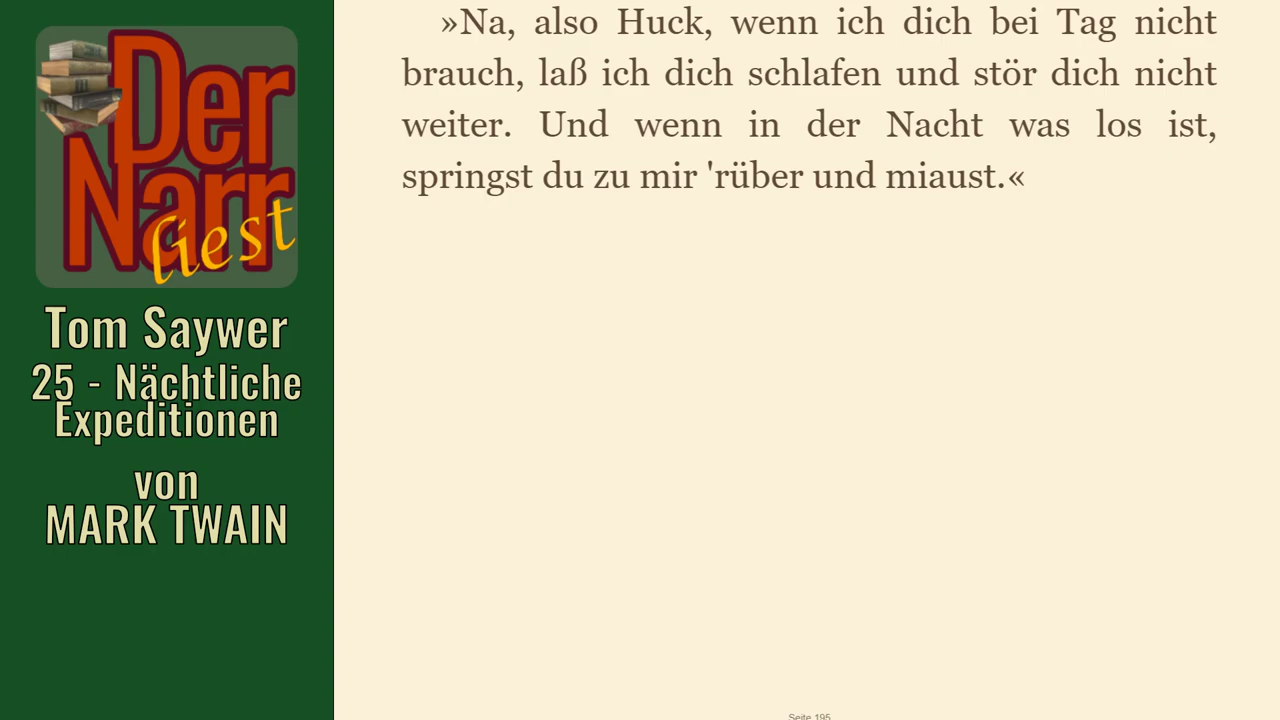 Der
Narr
liest
Tom Saywer
25 - Nächtliche
Expeditionen
von
MARK TWAIN
»Na, also Huck, wenn ich dich bei Tag nicht
brauch, laß ich dich schlafen und stör dich nicht
weiter. Und wenn in der Nacht was los ist,
springst du zu mir 'rüber und miaust.«
Seite 195